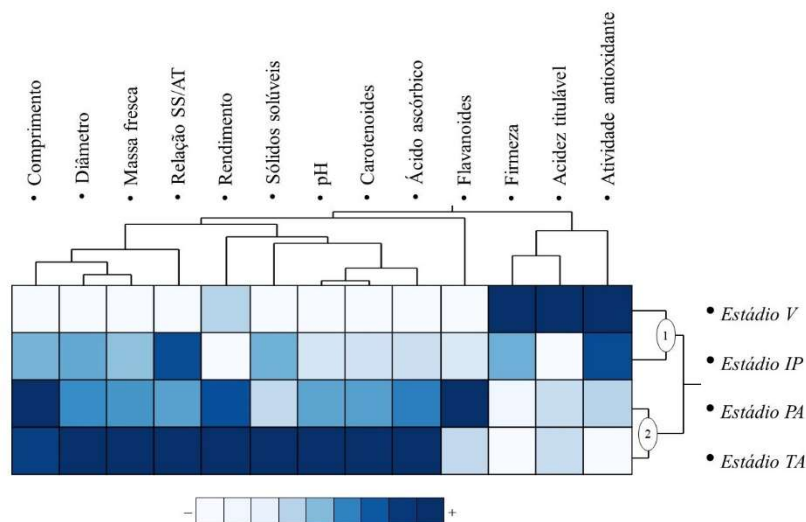 • Comprimento
• Diâmetro
• Massa fresca
• Relação SS/AT
• Rendimento
• Sólidos solúveis
• pH
• Carotenoides
• Ácido ascórbico
• Flavanoides
• Firmeza
• Acidez titulável
• Atividade antioxidante
• Estádio V
1
• Estádio IP
• Estádio PA
2
• Estádio TA
– +